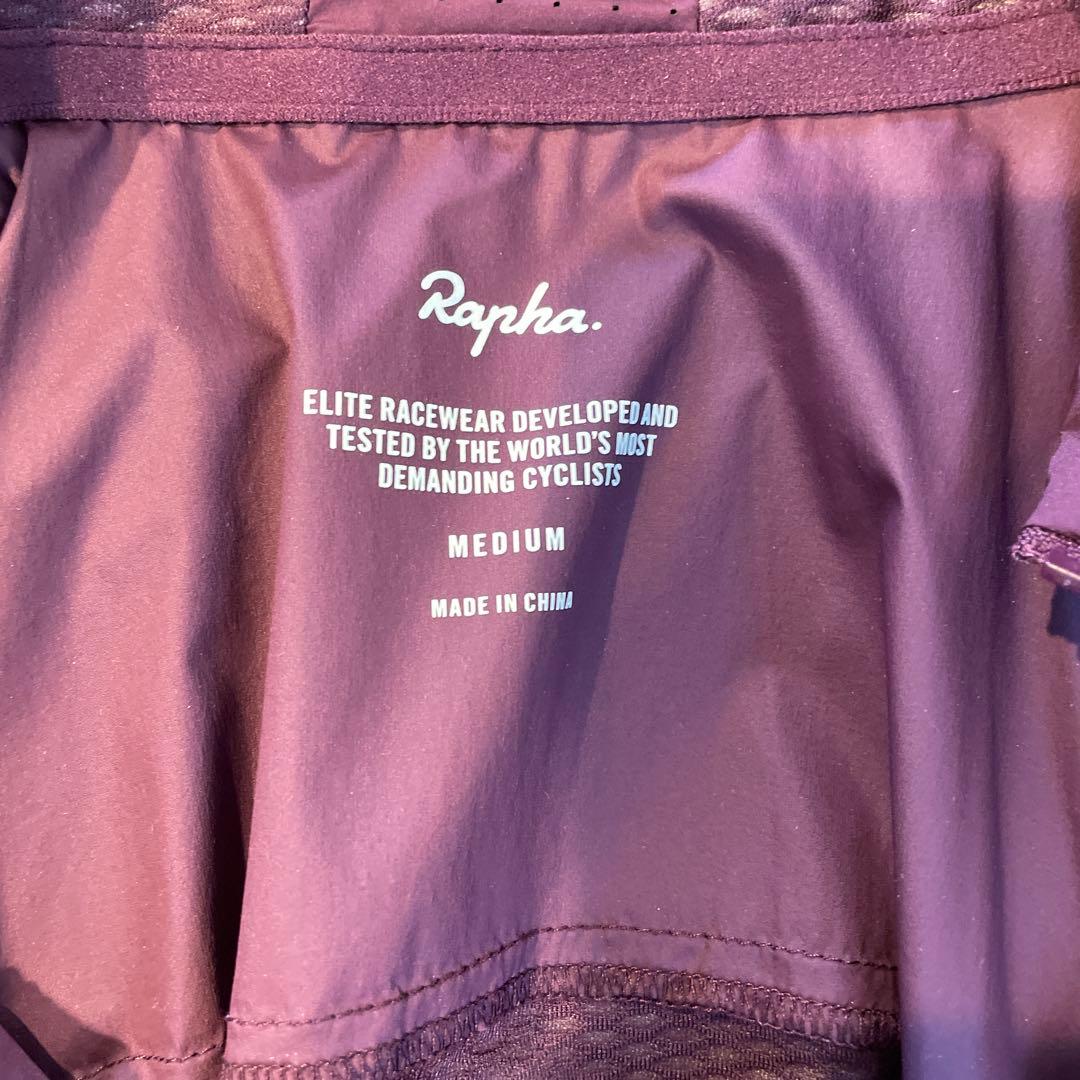 Rapha.
ELITE RACEWEAR DEVELOPED AND
TESTED BY THE WORLD'S MOST
DEMANDING CYCLISTS
MEDIUM
MADE IN CHINA